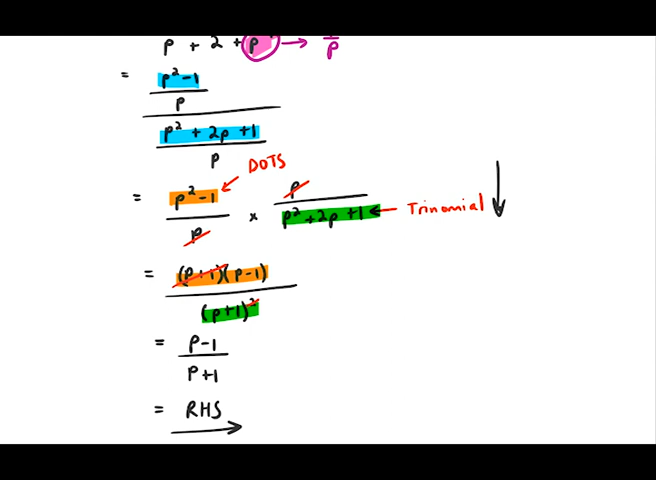 p + 2 + p → 1/p
= (p² - 1)/p
(p² + 2p + 1)/p
DOTS
= (p² - 1)/p × p/(p² + 2p + 1) ← Trinomial
= (p+1)(p-1)/(p+1)²
= (p-1)/(p+1)
= RHS